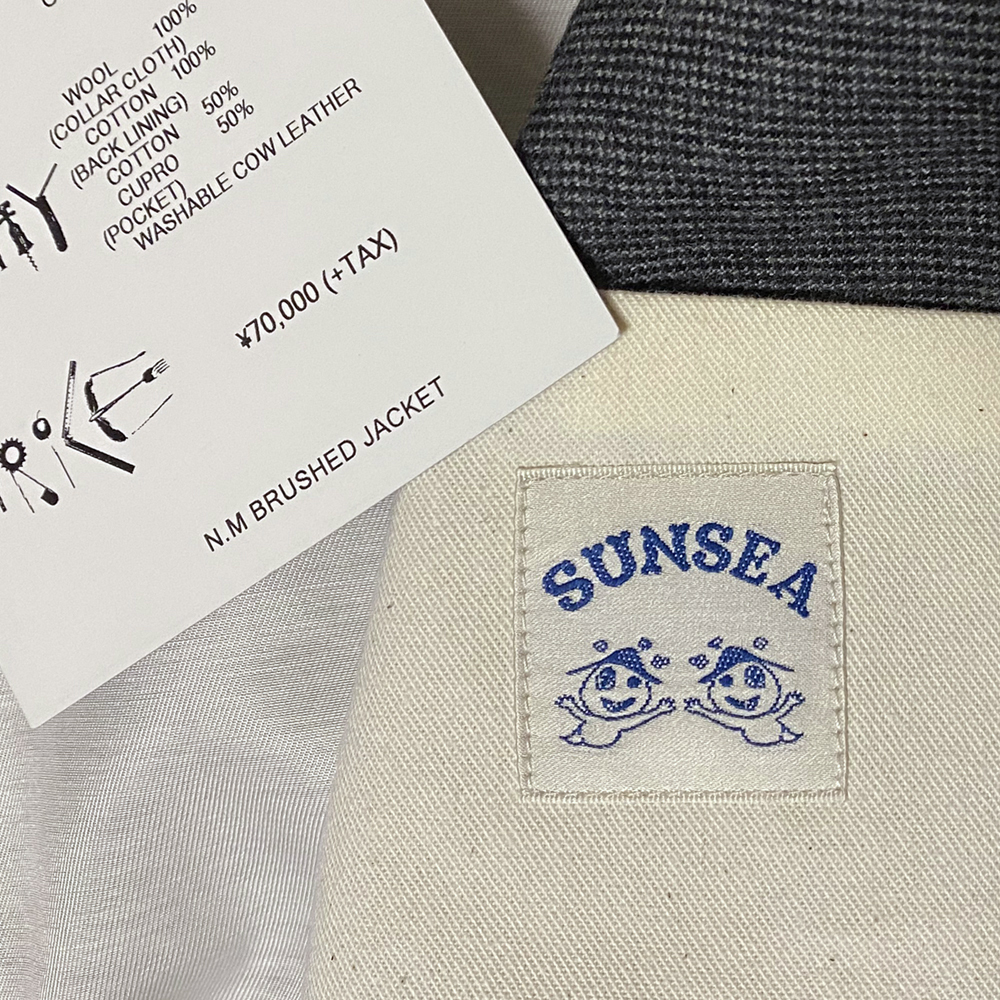 100%
WOOL
(COLLAR CLOTH)
COTTON 100%
(BACK LINING)
COTTON 50%
CUPRO 50%
(POCKET)
WASHABLE COW LEATHER
¥70,000 (+TAX)
N.M BRUSHED JACKET
SUNSEA